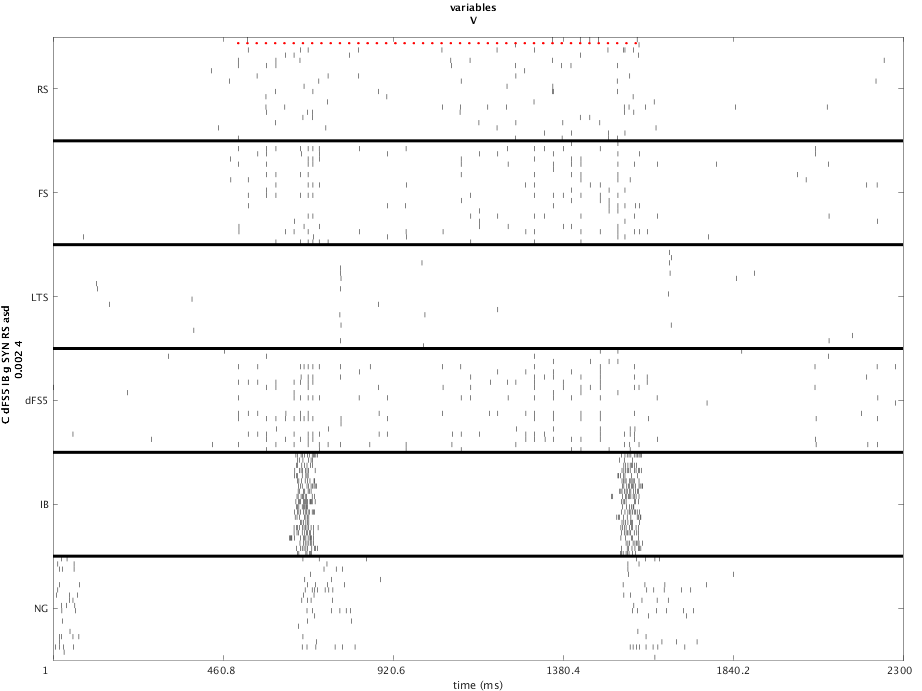 variables
V
RS
FS
LTS
dFS5
IB
NG
C dFS5 IB g SYN RS asd
0.002 4
1
460.8
920.6
1380.4
1840.2
2300
time (ms)